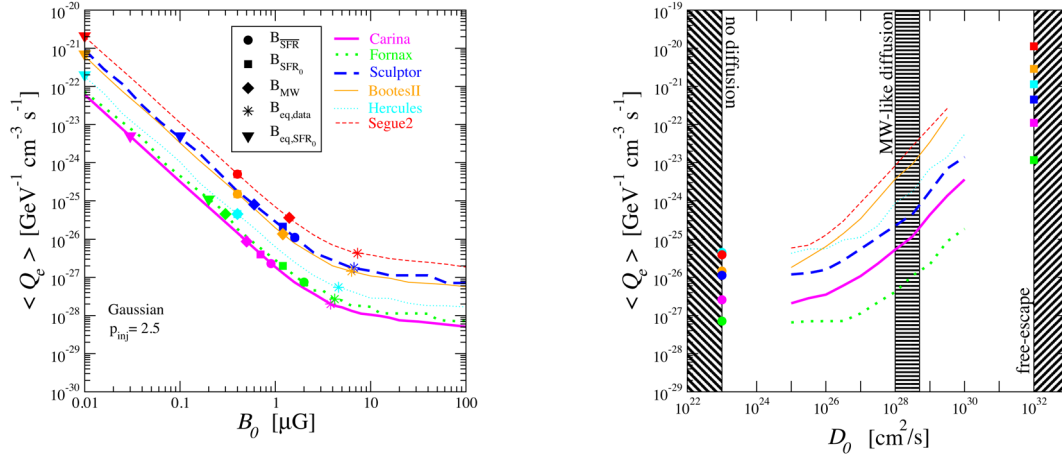 < Q_e > [GeV^-1 cm^-3 s^-1]
10^-19
10^-20
10^-21
10^-22
10^-23
10^-24
10^-25
10^-26
10^-27
10^-28
10^-29
10^-30
B_SFR
B_SFR_0
B_MW
B_eq,data
B_eq,SFR_0
Carina
Fornax
Sculptor
BootesII
Hercules
Segue2
Gaussian
p_inj = 2.5
0.01 0.1 1 10 100
B_0 [μG]
< Q_e > [GeV^-1 cm^-3 s^-1]
10^-19
10^-20
10^-21
10^-22
10^-23
10^-24
10^-25
10^-26
10^-27
10^-28
10^-29
no diffusion
MW-like diffusion
free-escape
10^22 10^24 10^26 10^28 10^30 10^32
D_0 [cm^2/s]